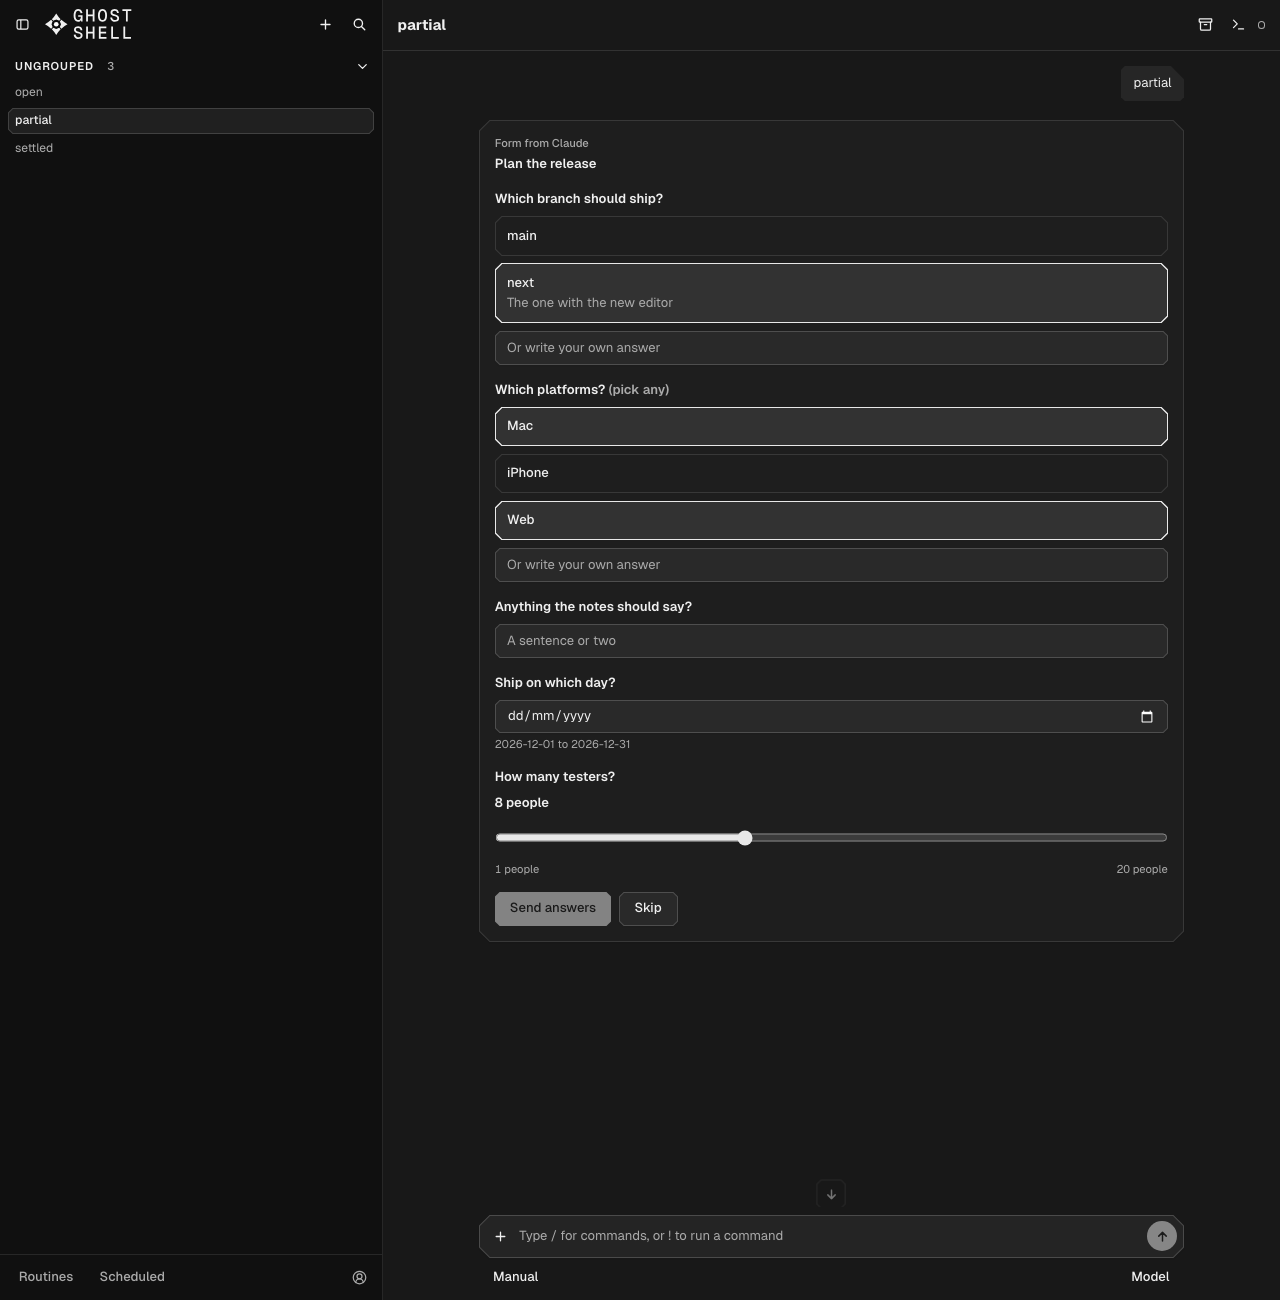 GHOST
SHELL
UNGROUPED 3
open
partial
settled
Routines
Scheduled
partial
0
partial
Form from Claude
Plan the release
Which branch should ship?
main
next
The one with the new editor
Or write your own answer
Which platforms? (pick any)
Mac
iPhone
Web
Or write your own answer
Anything the notes should say?
A sentence or two
Ship on which day?
dd/mm/yyyy
2026-12-01 to 2026-12-31
How many testers?
8 people
1 people
20 people
Send answers
Skip
Type / for commands, or ! to run a command
Manual
Model